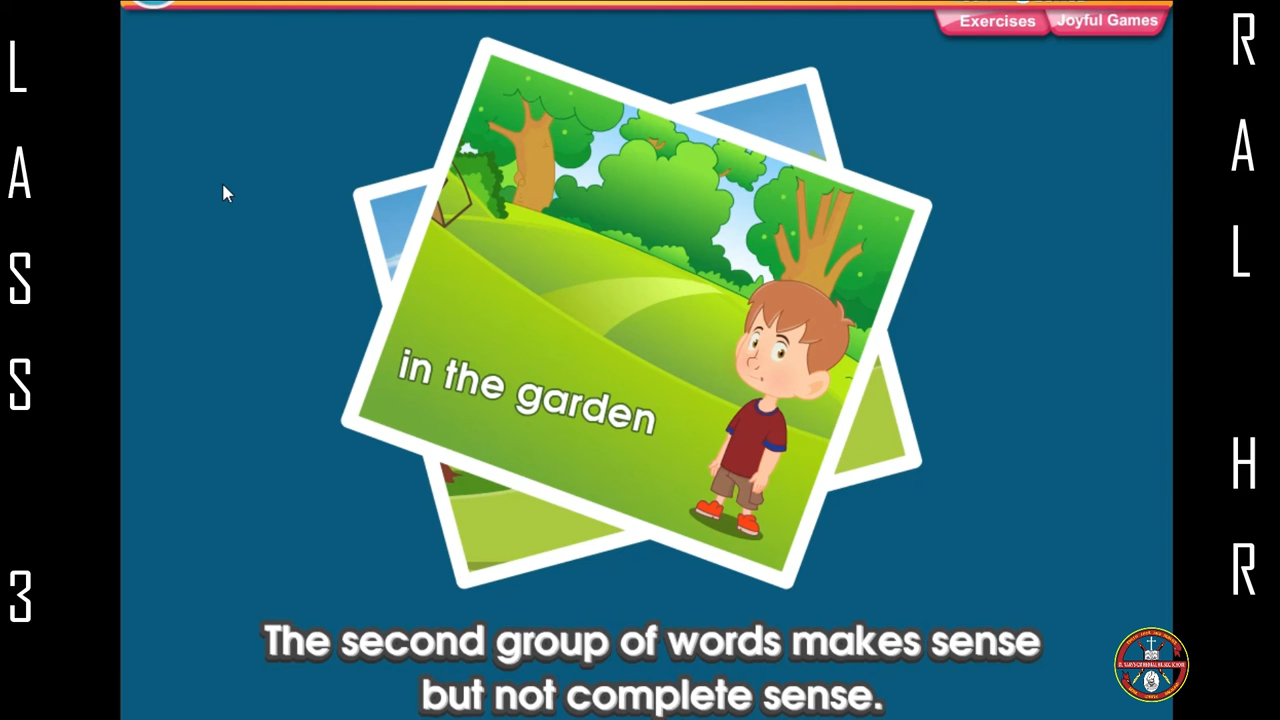 Exercises
Joyful Games
in the garden
The second group of words makes sense
but not complete sense.
L
A
S
S
3
R
A
L
H
R